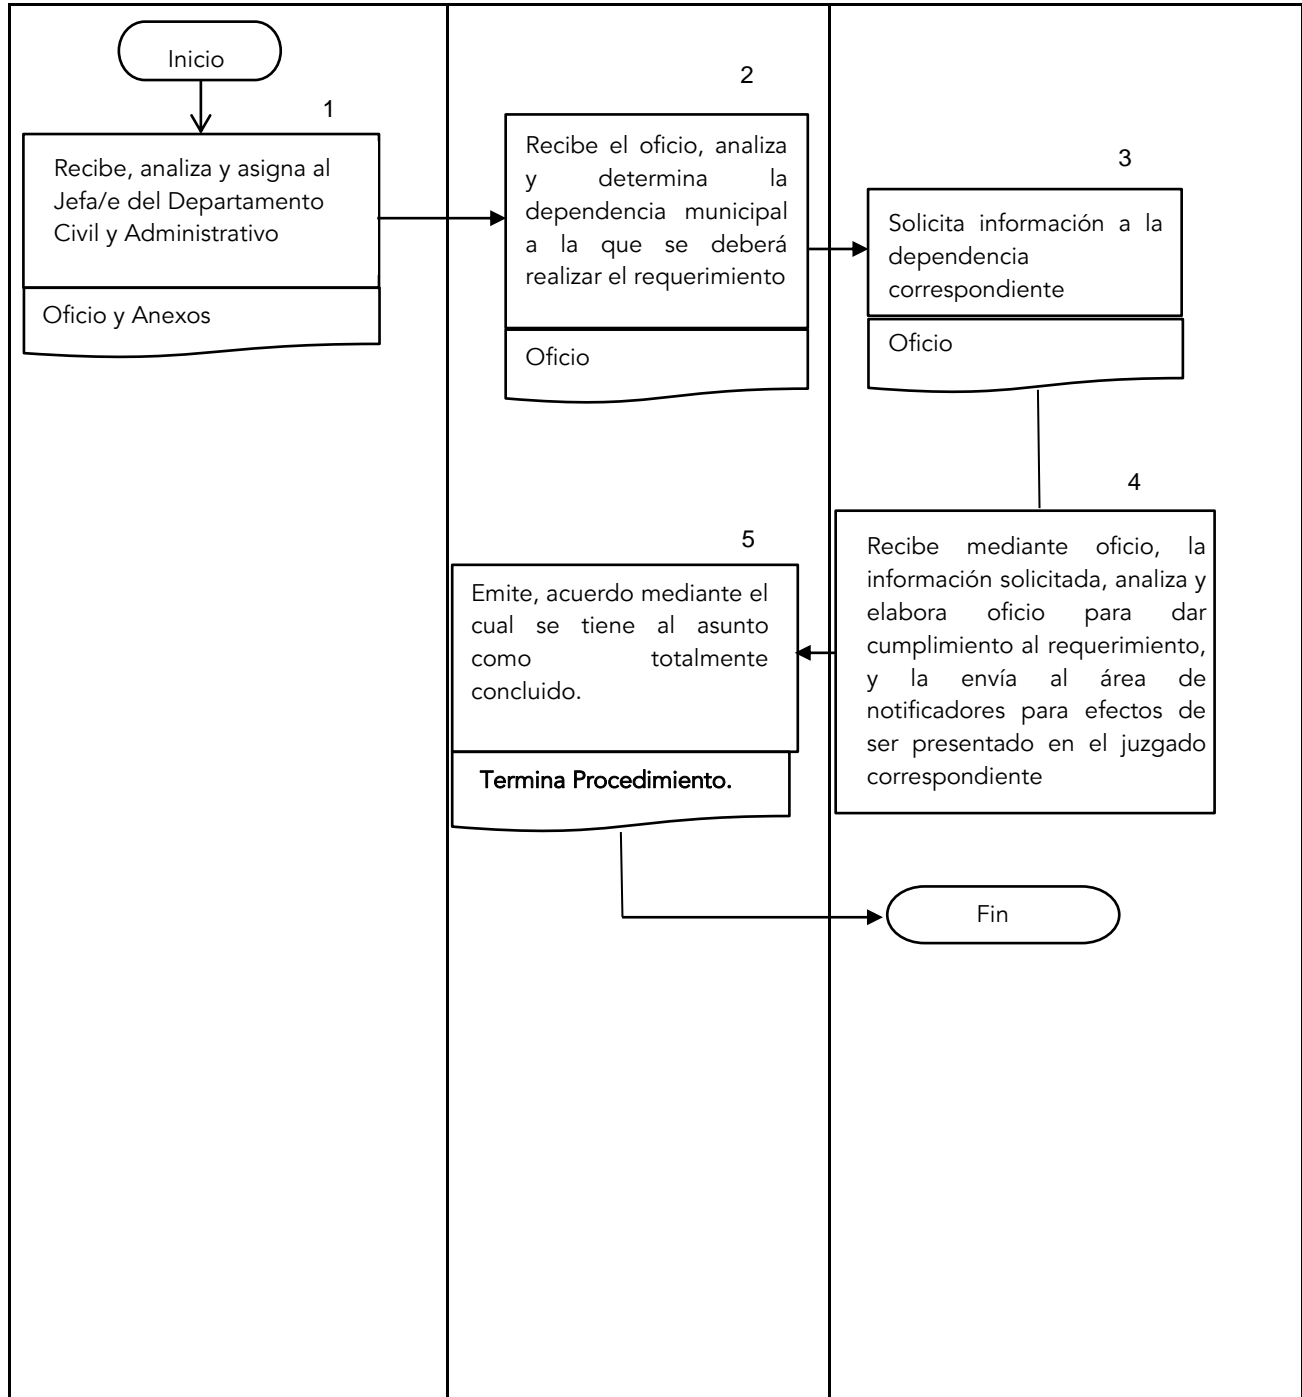 Inicio
1
Recibe, analiza y asigna al
Jefa/e del Departamento
Civil y Administrativo
Oficio y Anexos
2
Recibe el oficio, analiza
y determina la
dependencia municipal
a la que se deberá
realizar el requerimiento
Oficio
3
Solicita información a la
dependencia
correspondiente
Oficio
4
Recibe mediante oficio, la
información solicitada, analiza y
elabora oficio para dar
cumplimiento al requerimiento,
y la envía al área de
notificadores para efectos de
ser presentado en el juzgado
correspondiente
5
Emite, acuerdo mediante el
cual se tiene al asunto
como totalmente
concluido.
Termina Procedimiento.
Fin